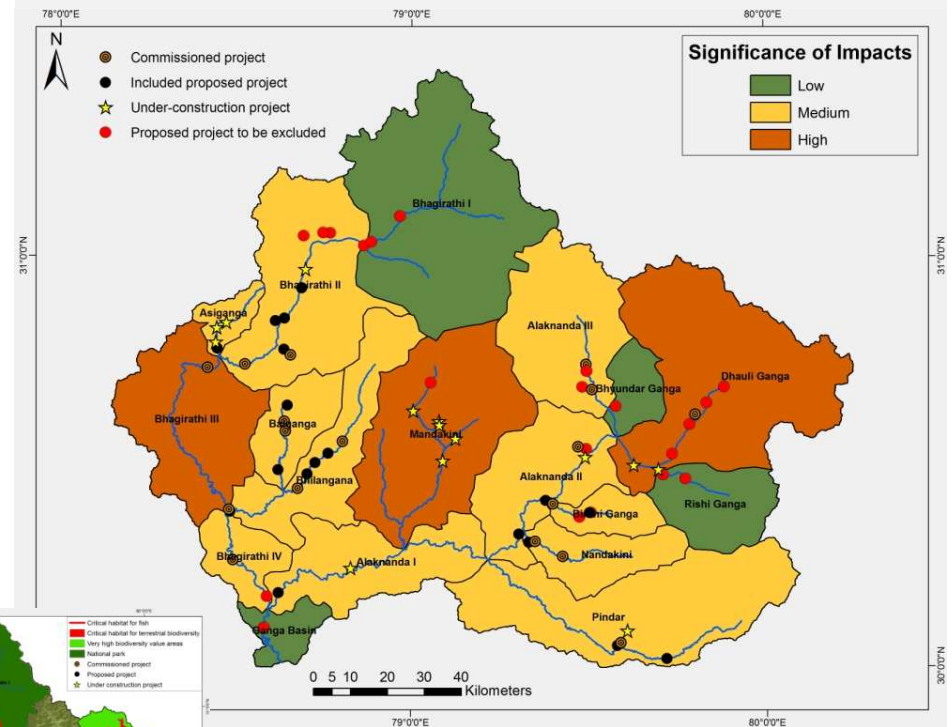 78°0'0"E
79°0'0"E
80°0'0"E
N
Commissioned project
Included proposed project
Under-construction project
Proposed project to be excluded
Significance of Impacts
Low
Medium
High
31°0'0"N
31°0'0"N
Bhagirathi I
Bhagirathi II
Asiganga
Alaknanda III
Bhyundar Ganga
Dhauli Ganga
Bhagirathi III
Balganga
Mandakini
Bhilangana
Alaknanda II
Rishi Ganga
Birahi Ganga
Nandakini
Bhagirathi IV
Alaknanda I
Pindar
Ganga Basin
30°0'0"N
0 5 10 20 30 40
Kilometers
79°0'0"E
80°0'0"E
Critical habitat for fish
Critical habitat for terrestrial biodiversity
Very high biodiversity value areas
National park
Commissioned project
Proposed project
Under construction project